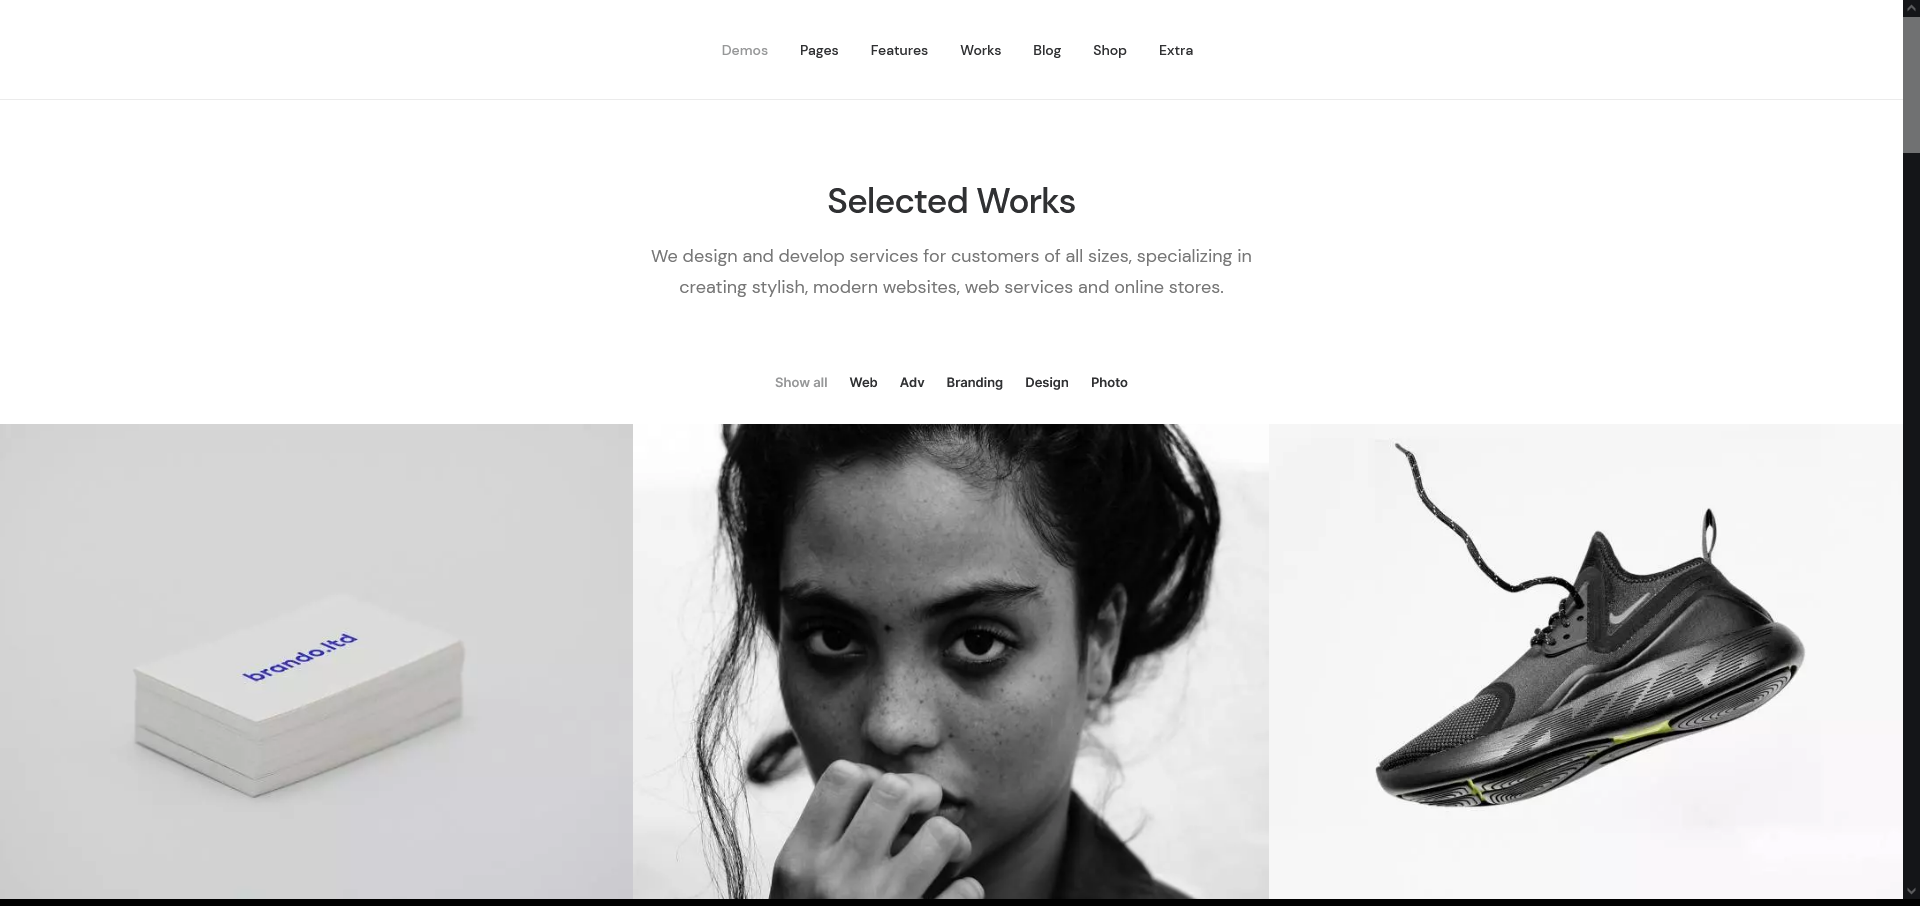 Demos Pages Features Works Blog Shop Extra
Selected Works
We design and develop services for customers of all sizes, specializing in
creating stylish, modern websites, web services and online stores.
Show all Web Adv Branding Design Photo
brando.ltd